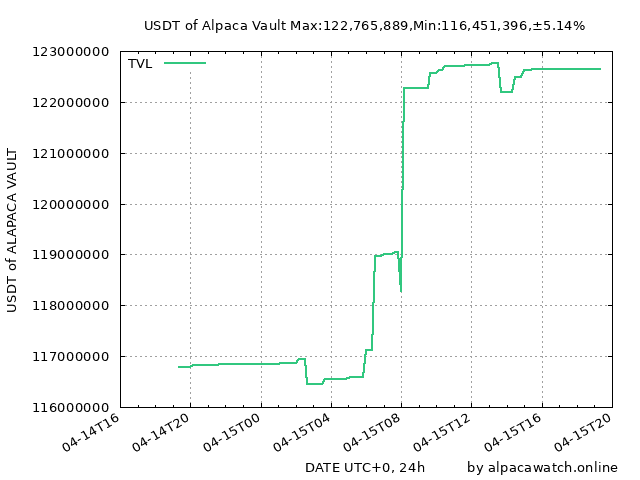 USDT of Alpaca Vault Max:122,765,889,Min:116,451,396,±5.14%
TVL
USDT of ALAPACA VAULT
123000000
122000000
121000000
120000000
119000000
118000000
117000000
116000000
04-14T16
04-14T20
04-15T00
04-15T04
04-15T08
04-15T12
04-15T16
04-15T20
DATE UTC+0, 24h
by alpacawatch.online